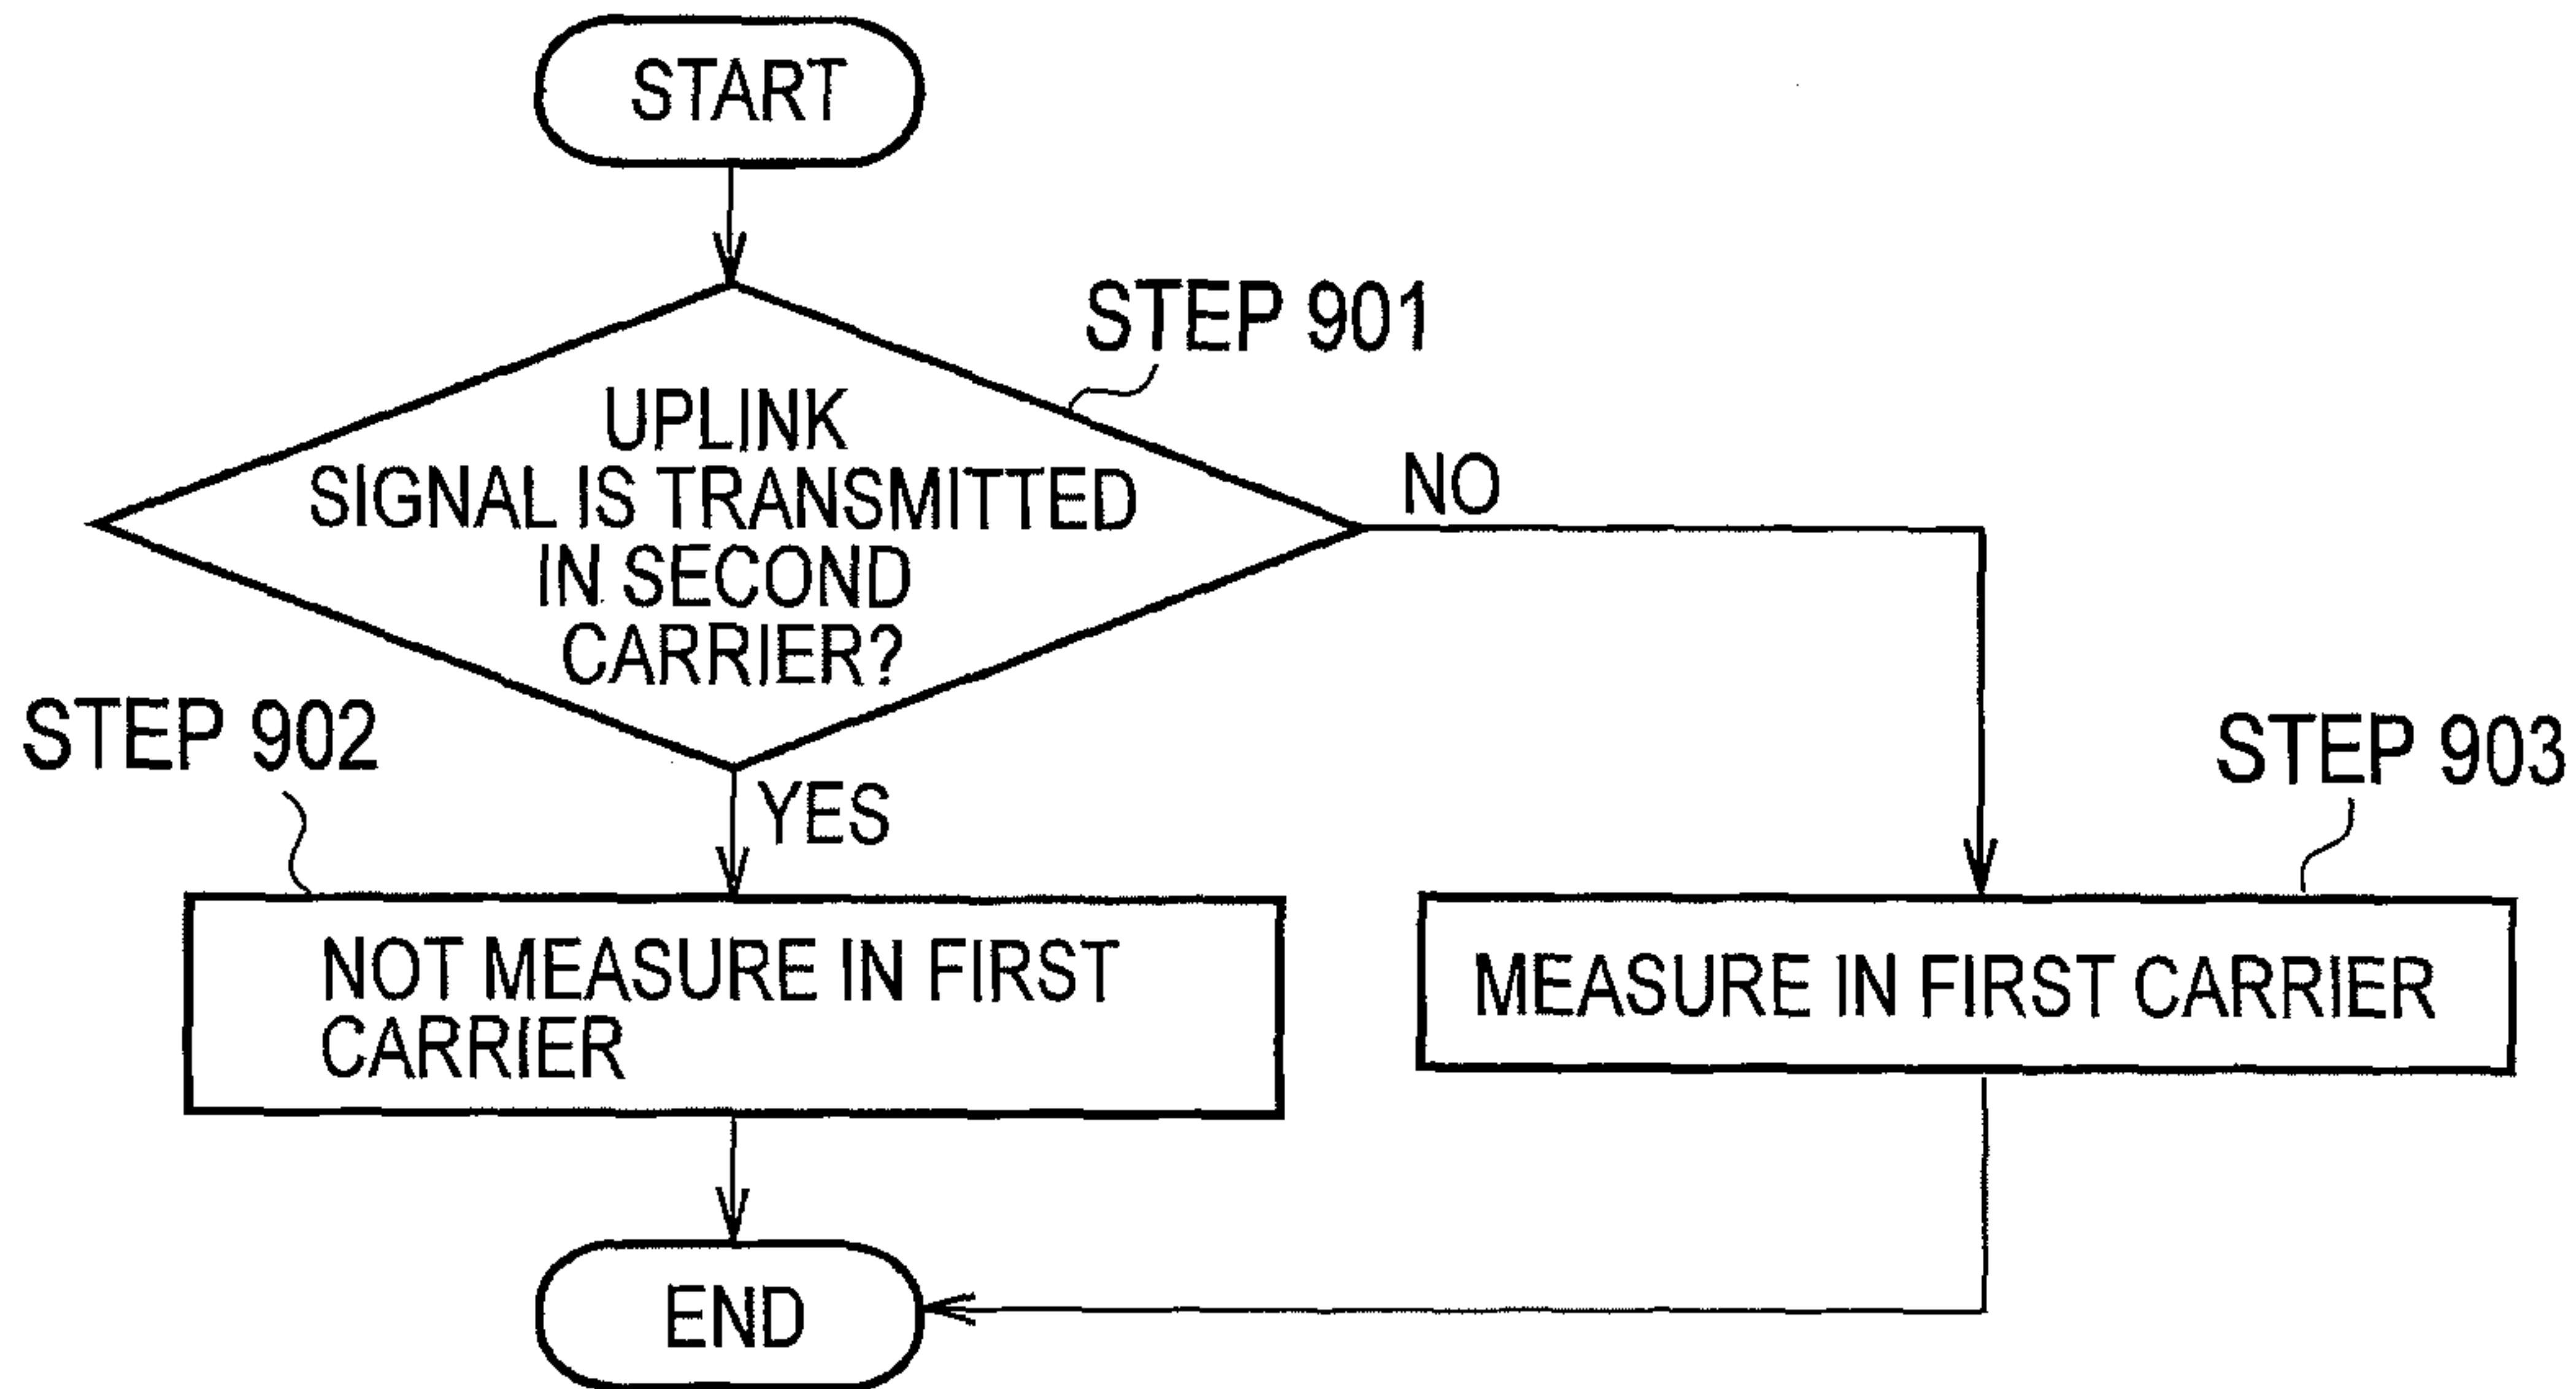 START
STEP 901
UPLINK
SIGNAL IS TRANSMITTED
IN SECOND
CARRIER?
NO
STEP 902
YES
STEP 903
NOT MEASURE IN FIRST
CARRIER
MEASURE IN FIRST CARRIER
END